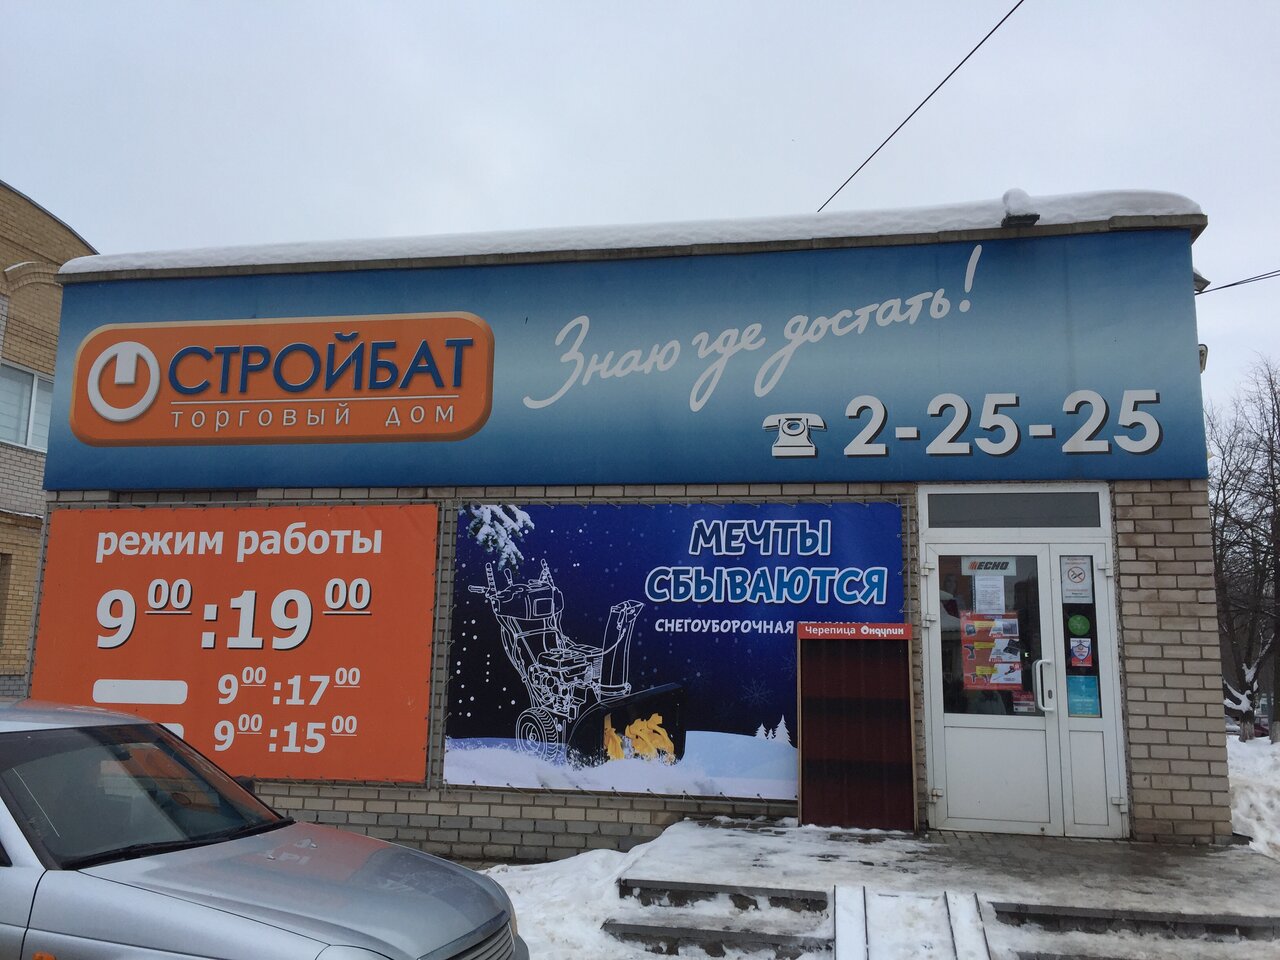 СТРОЙБАТ
торговый дом
Знаю где достать!
2-25-25
режим работы
9 00 : 19 00
9 00 : 17 00
9 00 : 15 00
МЕЧТЫ
СБЫВАЮТСЯ
СНЕГОУБОРОЧНАЯ
Черепица Ондулин
ТЕСНО